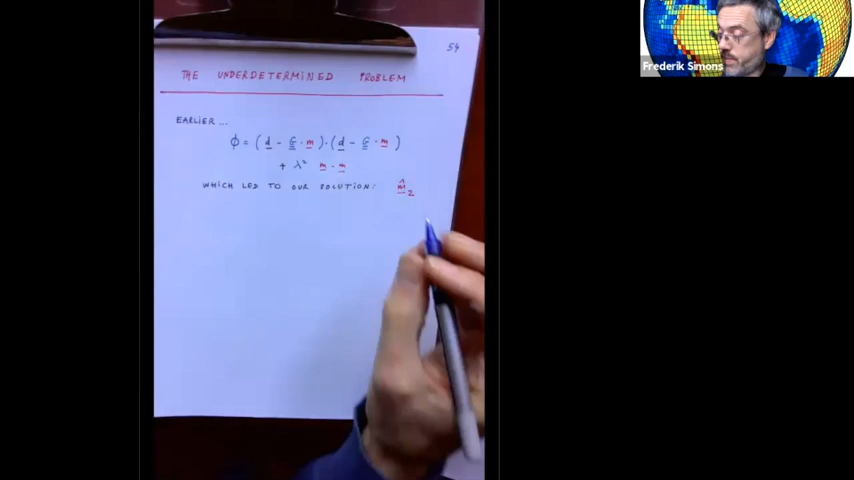 54
THE UNDERDETERMINED PROBLEM
EARLIER...
ϕ = (d - G · m) · (d - G · m)
+ λ² m · m
WHICH LED TO OUR SOLUTION: m̂₂
Frederik Simons